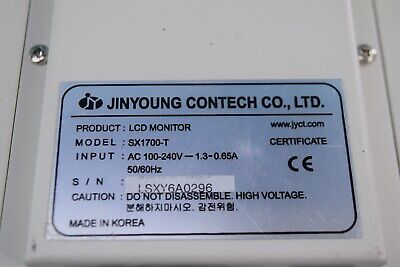 JY JINYOUNG CONTECH CO., LTD.
PRODUCT : LCD MONITOR www.jyct.com
MODEL : SX1700-T CERTIFICATE
INPUT : AC 100-240V — 1.3-0.65A CE
50/60Hz
S / N : LSXY6A0296
CAUTION : DO NOT DISASSEMBLE. HIGH VOLTAGE.
분해하지마시오. 감전위험.
MADE IN KOREA